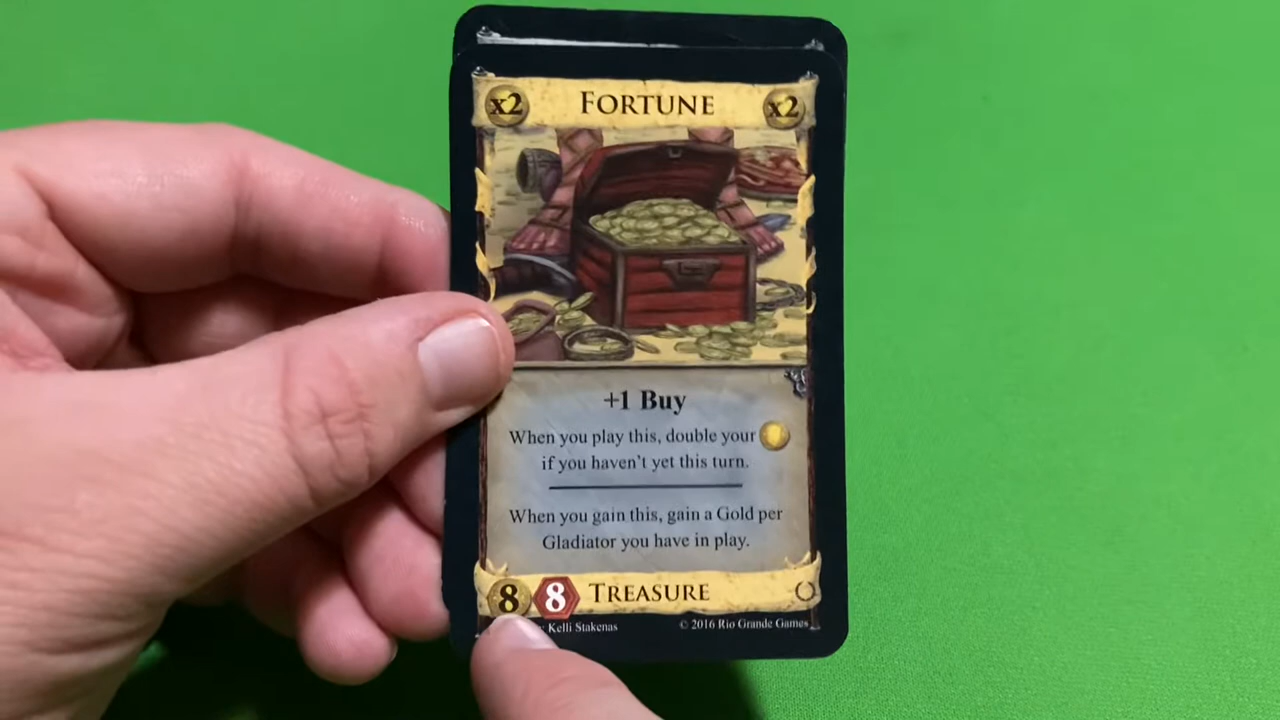 x2 FORTUNE x2
+1 Buy
When you play this, double your
if you haven't yet this turn.
When you gain this, gain a Gold per
Gladiator you have in play.
8 8 TREASURE
Kelli Stakenas © 2016 Rio Grande Games